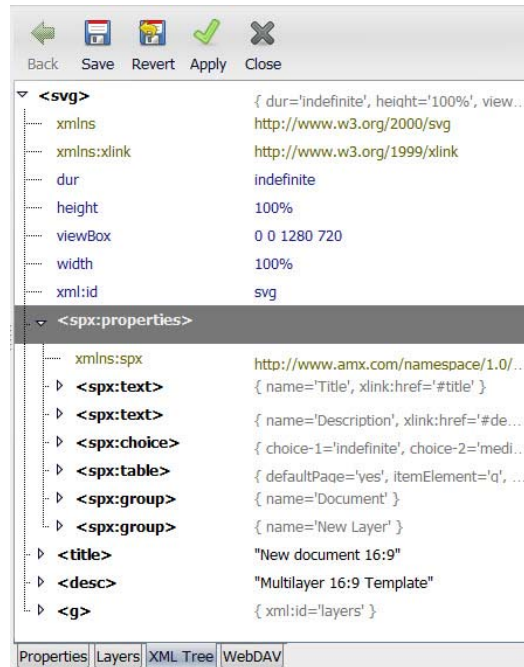 Back Save Revert Apply Close
<svg> { dur='indefinite', height='100%', view...
xmlns http://www.w3.org/2000/svg
xmlns:xlink http://www.w3.org/1999/xlink
dur indefinite
height 100%
viewBox 0 0 1280 720
width 100%
xml:id svg
<spx:properties>
xmlns:spx http://www.amx.com/namespace/1.0/...
<spx:text> { name='Title', xlink:href='#title' }
<spx:text> { name='Description', xlink:href='#de...
<spx:choice> { choice-1='indefinite', choice-2='medi...
<spx:table> { defaultPage='yes', itemElement='g', ...
<spx:group> { name='Document' }
<spx:group> { name='New Layer' }
<title> "New document 16:9"
<desc> "Multilayer 16:9 Template"
<g> { xml:id='layers' }
Properties Layers XML Tree WebDAV